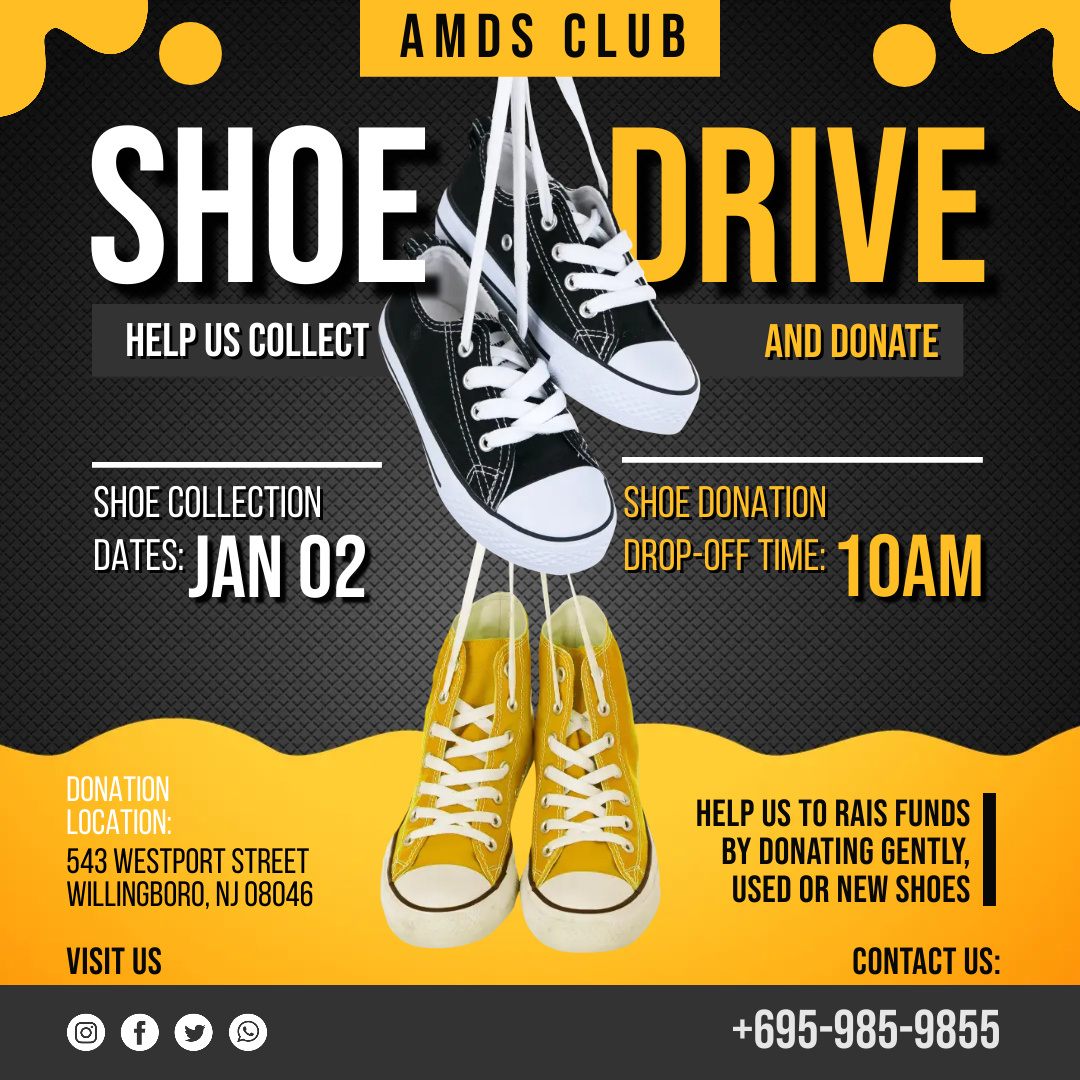 AMDS CLUB
SHOE DRIVE
HELP US COLLECT
AND DONATE
SHOE COLLECTION
DATES: JAN 02
SHOE DONATION
DROP-OFF TIME: 10AM
DONATION
LOCATION:
543 WESTPORT STREET
WILLINGBORO, NJ 08046
HELP US TO RAIS FUNDS
BY DONATING GENTLY,
USED OR NEW SHOES
VISIT US
CONTACT US:
+695-985-9855